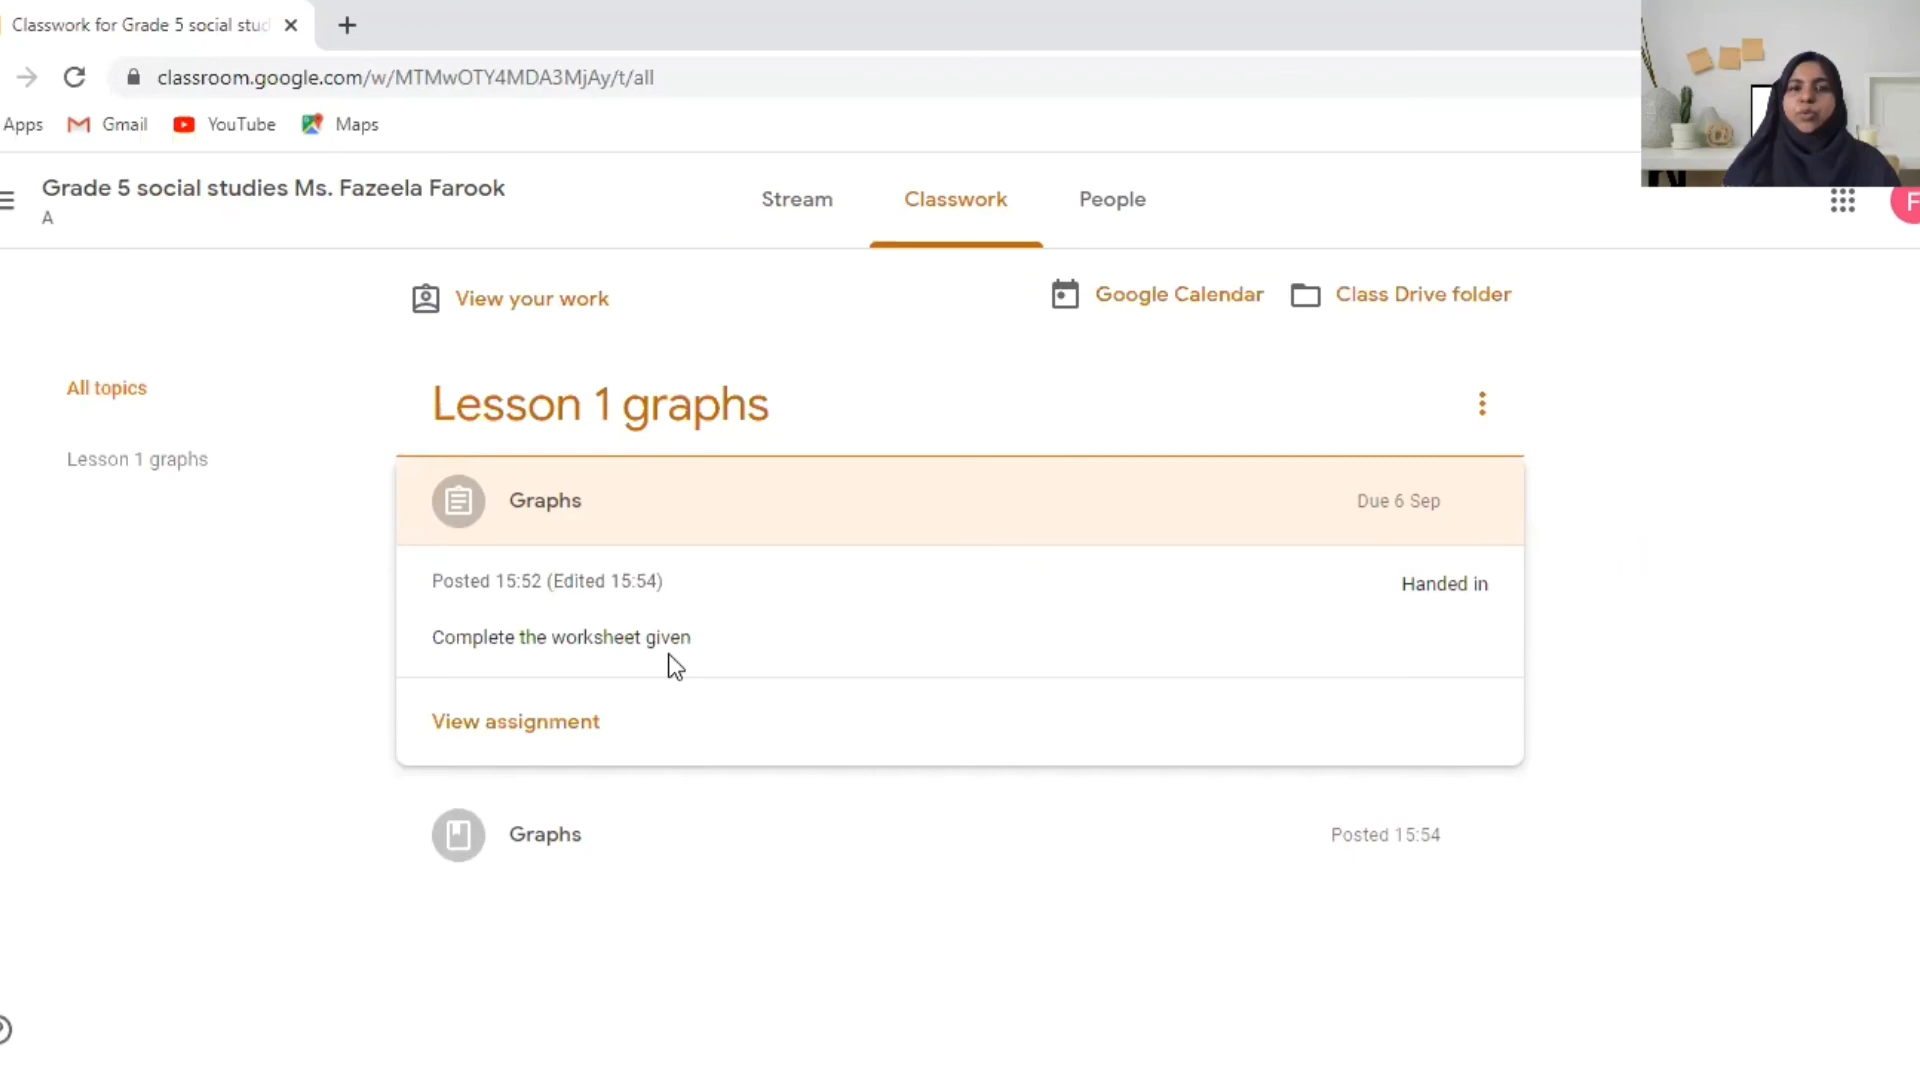 Classwork for Grade 5 social stud
classroom.google.com/w/MTMwOTY4MDA3MjAy/t/all
Apps Gmail YouTube Maps
Grade 5 social studies Ms. Fazeela Farook
A
Stream Classwork People
F
View your work
Google Calendar Class Drive folder
All topics
Lesson 1 graphs
Lesson 1 graphs
Graphs Due 6 Sep
Posted 15:52 (Edited 15:54) Handed in
Complete the worksheet given
View assignment
Graphs Posted 15:54